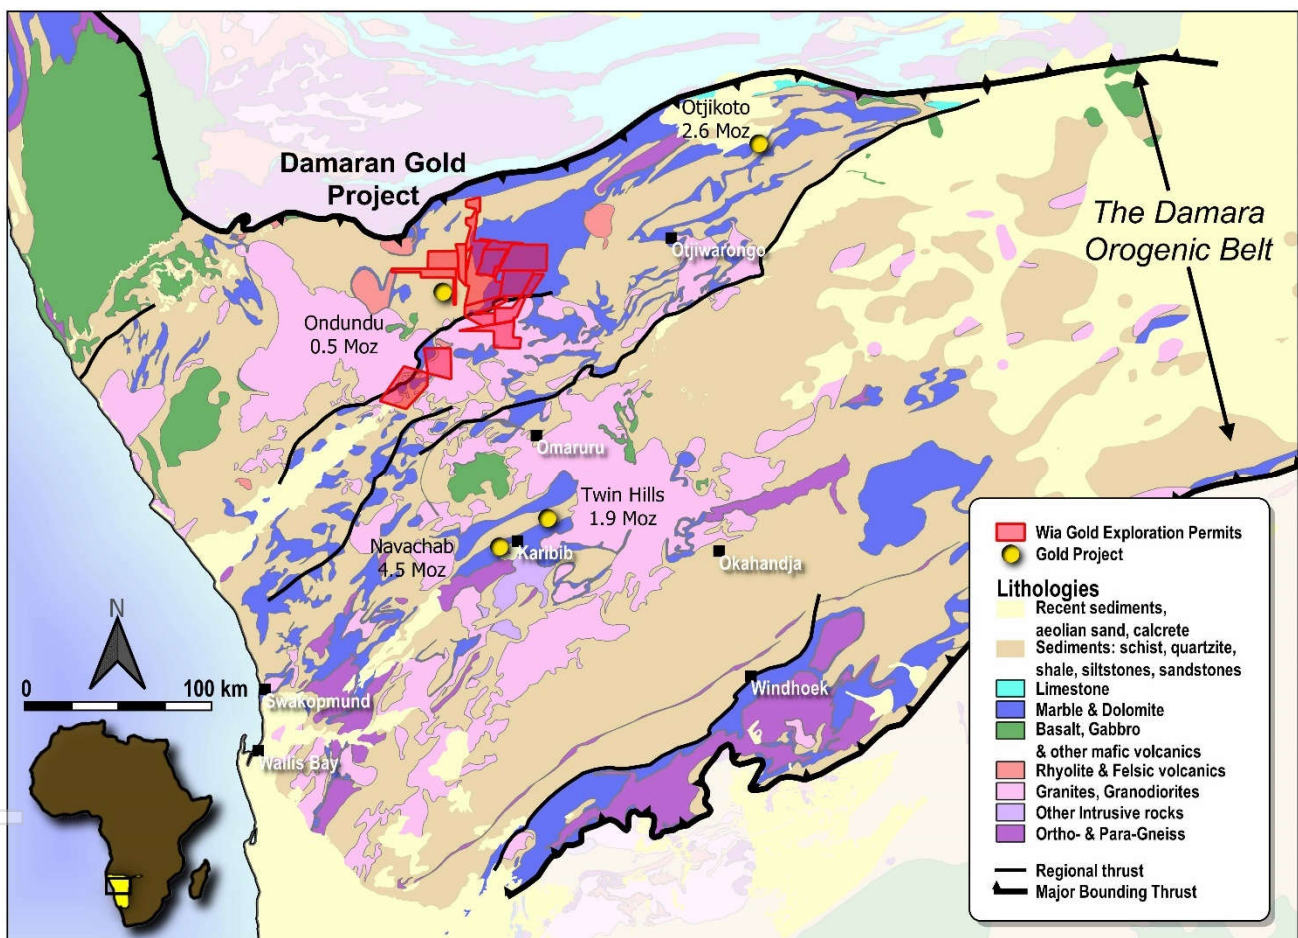 Otjikoto
2.6 Moz
Damaran Gold
Project
The Damara
Orogenic Belt
Otjiwarongo
Ondundu
0.5 Moz
Omaruru
Twin Hills
1.9 Moz
Navachab
4.5 Moz
Karibib
Okahandja
N
0
100 km
Swakopmund
Windhoek
Wallis Bay
Wia Gold Exploration Permits
Gold Project
Lithologies
Recent sediments,
aeolian sand, calcrete
Sediments: schist, quartzite,
shale, siltstones, sandstones
Limestone
Marble & Dolomite
Basalt, Gabbro
& other mafic volcanics
Rhyolite & Felsic volcanics
Granites, Granodiorites
Other Intrusive rocks
Ortho- & Para-Gneiss
Regional thrust
Major Bounding Thrust